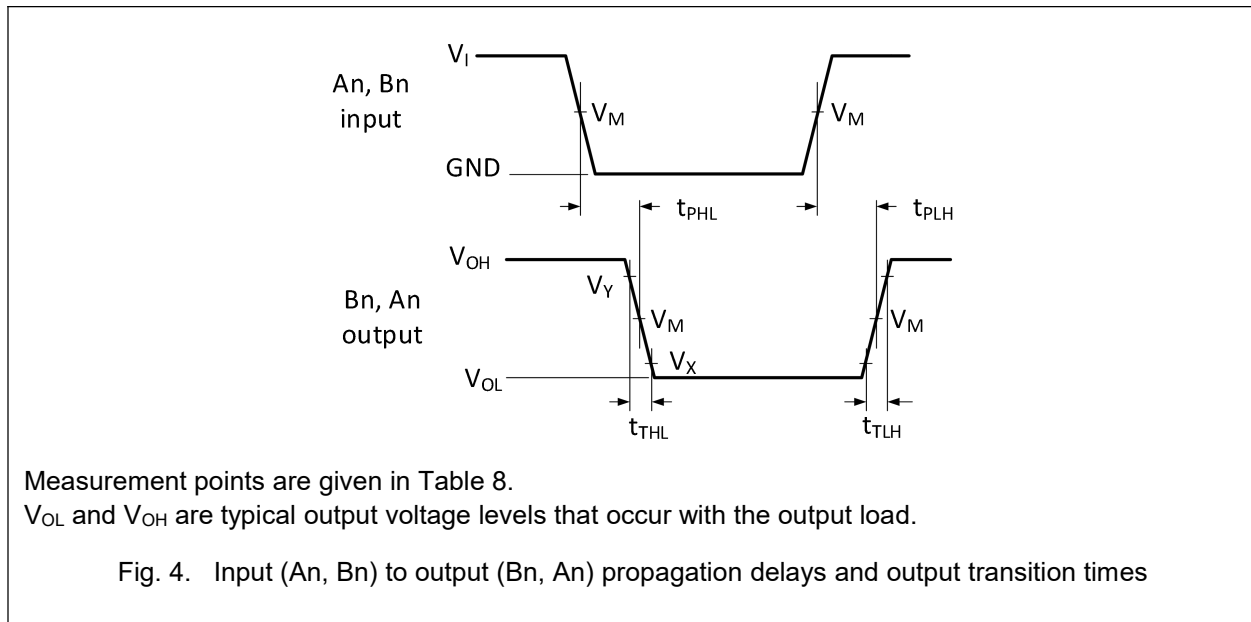 V_I
An, Bn
input
V_M
V_M
GND
t_PHL
t_PLH
V_OH
V_Y
Bn, An
output
V_M
V_M
V_X
V_OL
t_THL
t_TLH
Measurement points are given in Table 8.
V_OL and V_OH are typical output voltage levels that occur with the output load.
Fig. 4. Input (An, Bn) to output (Bn, An) propagation delays and output transition times